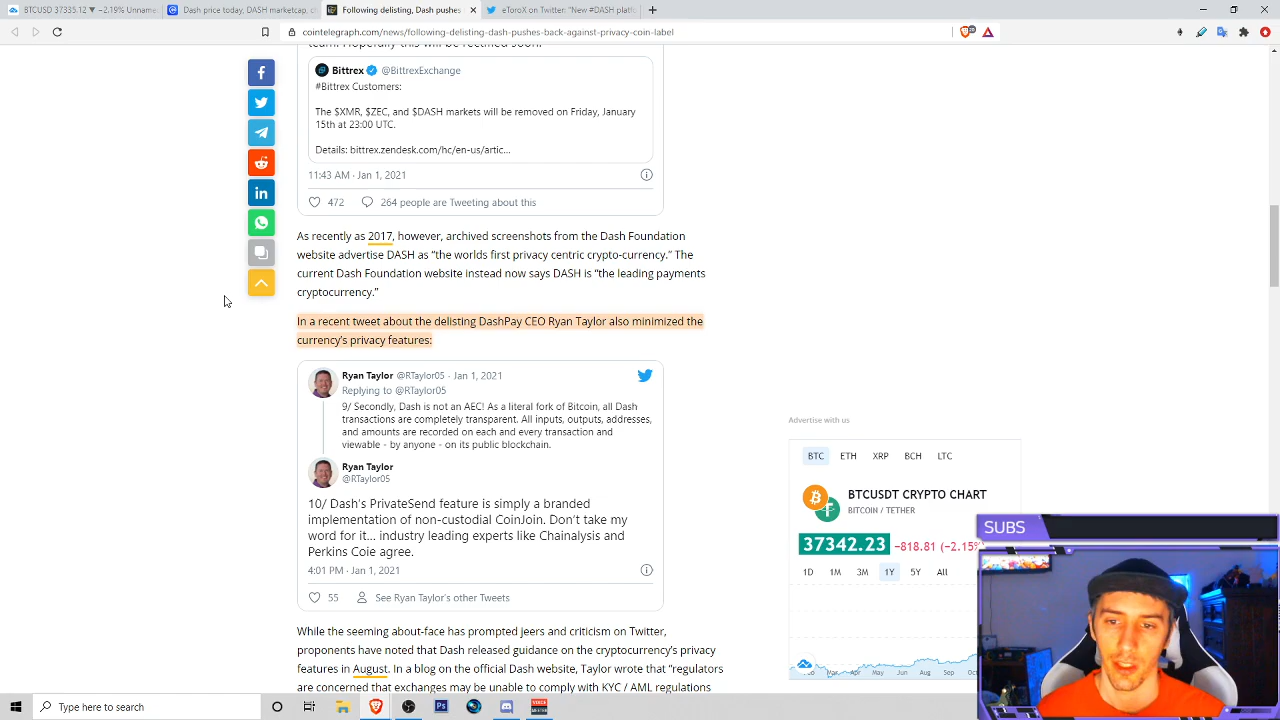 BTCUSD 37335.12 ▼ −2.19% Unname
Dash price today, DASH marketcap, c
Following delisting, Dash pushes
eToroX on Twitter: "New #DASH platf
cointelegraph.com/news/following-delisting-dash-pushes-back-against-privacy-coin-label
Bittrex @BittrexExchange
#Bittrex Customers:
The $XMR, $ZEC, and $DASH markets will be removed on Friday, January
15th at 23:00 UTC.
Details: bittrex.zendesk.com/hc/en-us/artic...
11:43 AM · Jan 1, 2021
472 264 people are Tweeting about this
As recently as 2017, however, archived screenshots from the Dash Foundation
website advertise DASH as “the worlds first privacy centric crypto-currency.” The
current Dash Foundation website instead now says DASH is “the leading payments
cryptocurrency.”
In a recent tweet about the delisting DashPay CEO Ryan Taylor also minimized the
currency’s privacy features:
Ryan Taylor @RTaylor05 · Jan 1, 2021
Replying to @RTaylor05
9/ Secondly, Dash is not an AEC! As a literal fork of Bitcoin, all Dash
transactions are completely transparent. All inputs, outputs, addresses,
and amounts are recorded on each and every transaction and
viewable - by anyone - on its public blockchain.
Ryan Taylor
@RTaylor05
10/ Dash's PrivateSend feature is simply a branded
implementation of non-custodial CoinJoin. Don’t take my
word for it... industry leading experts like Chainalysis and
Perkins Coie agree.
4:01 PM · Jan 1, 2021
55 See Ryan Taylor's other Tweets
While the seeming about-face has prompted jeers and criticism on Twitter,
proponents have noted that Dash released guidance on the currency’s privacy
features in August. In a blog on the official Dash website, Taylor wrote that “regulators
are concerned that exchanges may be unable to comply with KYC / AML regulations
Advertise with us
BTC ETH XRP BCH LTC
BTCUSDT CRYPTO CHART
BITCOIN / TETHER
37342.23 −818.81 (−2.15%
1D 1M 3M 1Y 5Y All
Apr May Jun Jul Aug Sep Oct
SUBS
Type here to search